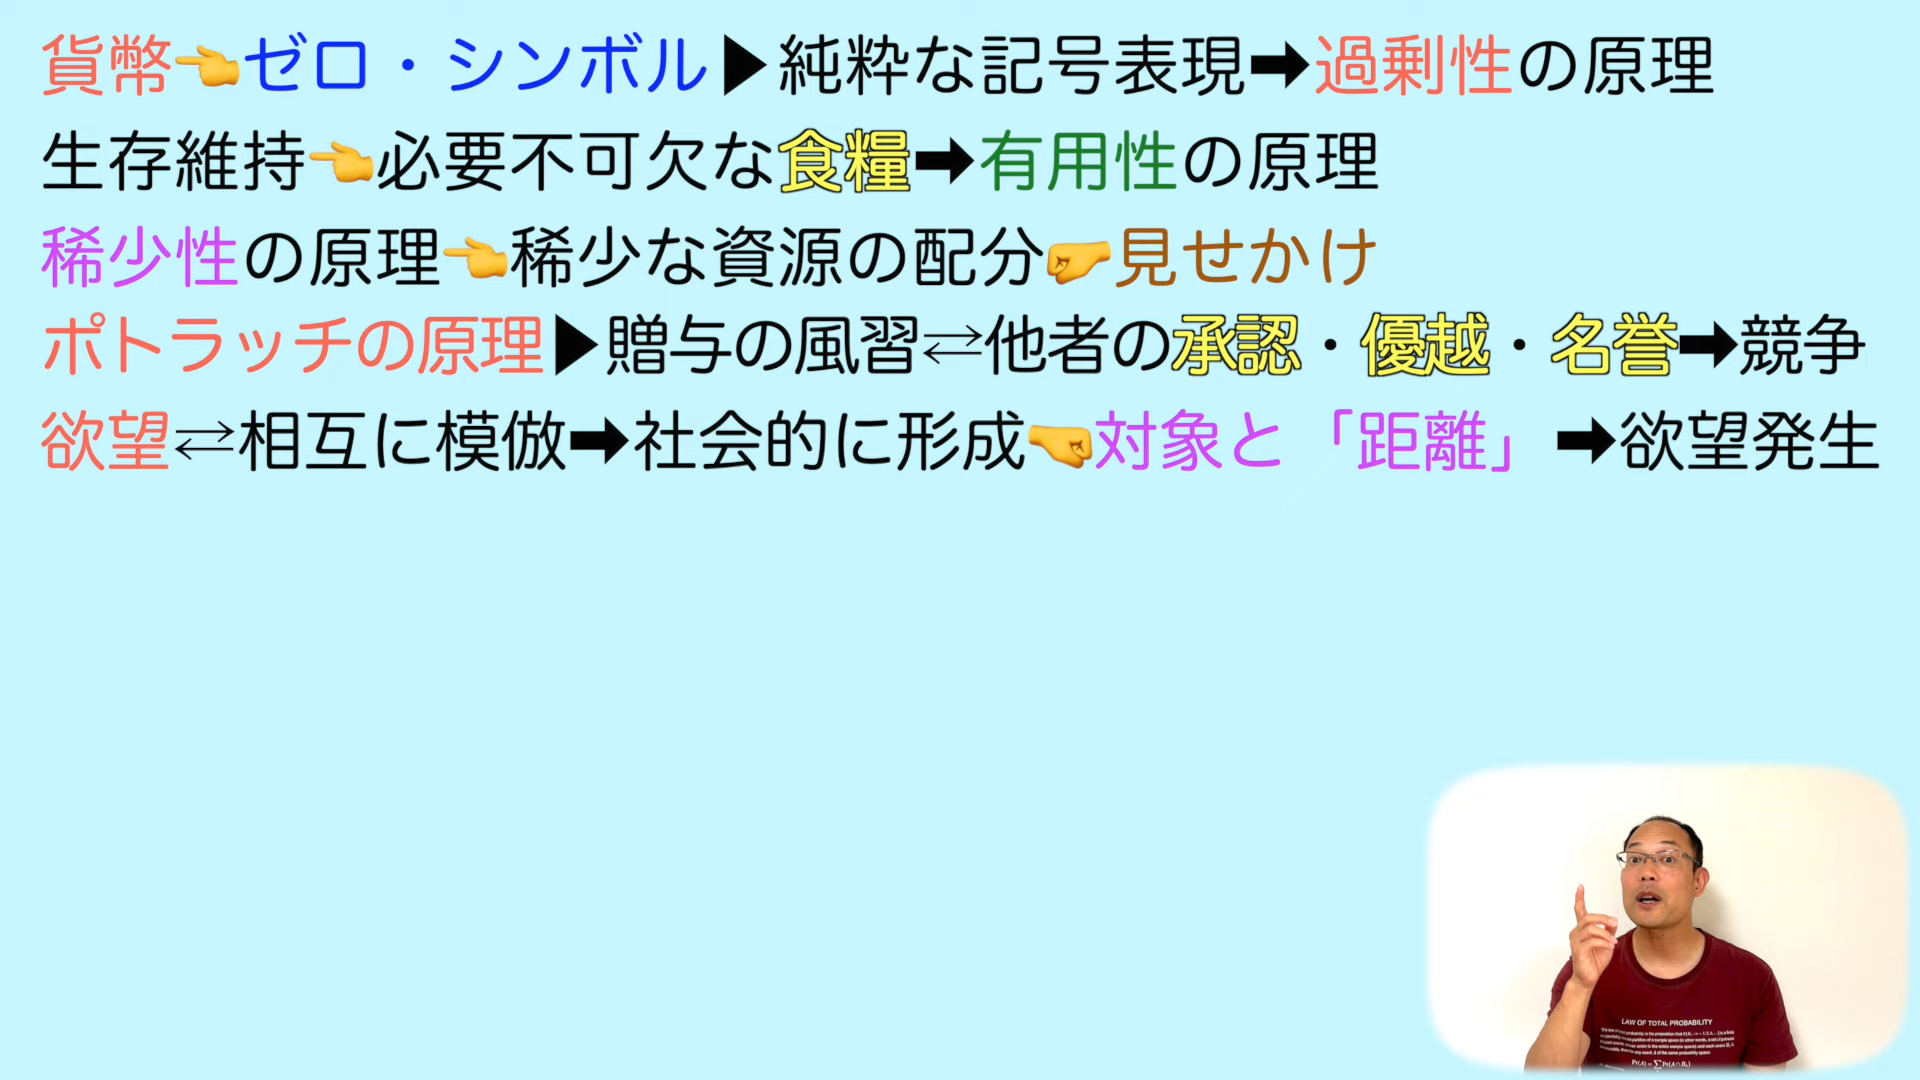 貨幣👈ゼロ・シンボル▶純粋な記号表現➡過剰性の原理
生存維持👈必要不可欠な食糧➡有用性の原理
稀少性の原理👈稀少な資源の配分🤛見せかけ
ポトラッチの原理▶贈与の風習⇄他者の承認・優越・名誉➡競争
欲望⇄相互に模倣➡社会的に形成🤜対象と「距離」➡欲望発生
LAW OF TOTAL PROBABILITY